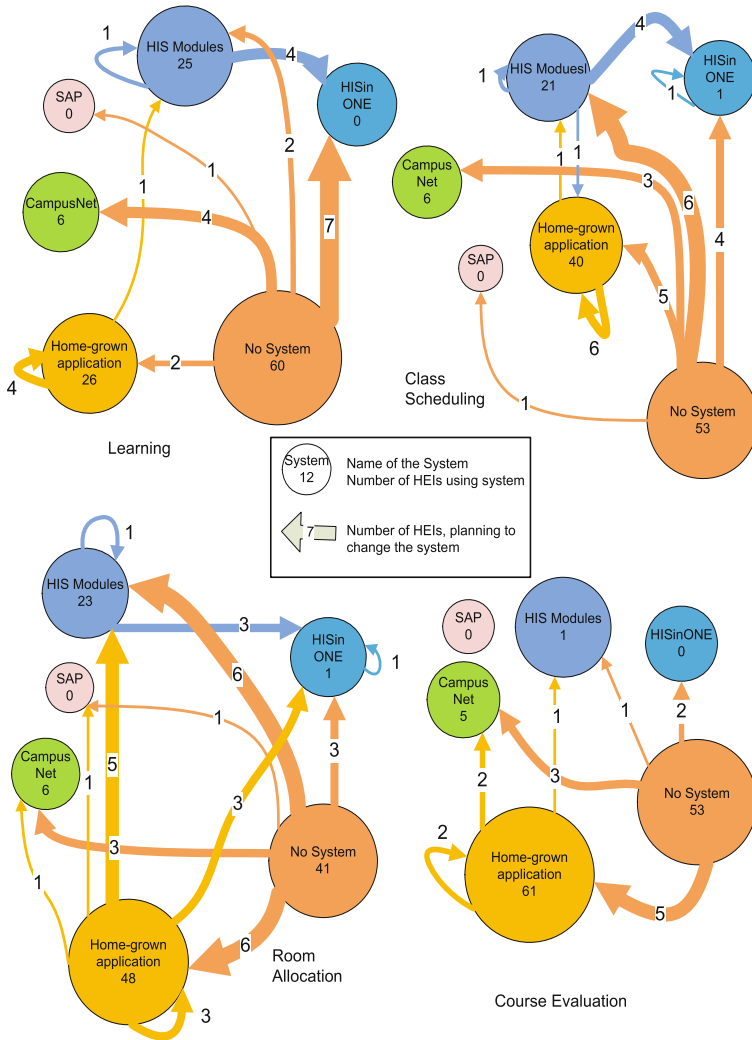 HIS Modules
25
1
4
SAP
0
HISin
ONE
0
2
1
1
CampusNet
6
4
7
Home-grown
application
26
4
2
No System
60
Learning
HIS Moduesl
21
1
4
HISin
ONE
1
1
Campus
Net
6
1
1
3
6
Home-grown
application
40
4
SAP
0
5
6
Class
Scheduling
1
No System
53
System
12
Name of the System
Number of HEIs using system
7
Number of HEIs, planning to
change the system
1
HIS Modules
23
3
HISin
ONE
1
1
6
SAP
0
1
3
Campus
Net
6
1
5
3
3
1
No System
41
Home-grown
application
48
6
3
Room
Allocation
SAP
0
HIS Modules
1
HISinONE
0
Campus
Net
5
1
2
1
2
3
No System
53
2
Home-grown
application
61
5
Course Evaluation